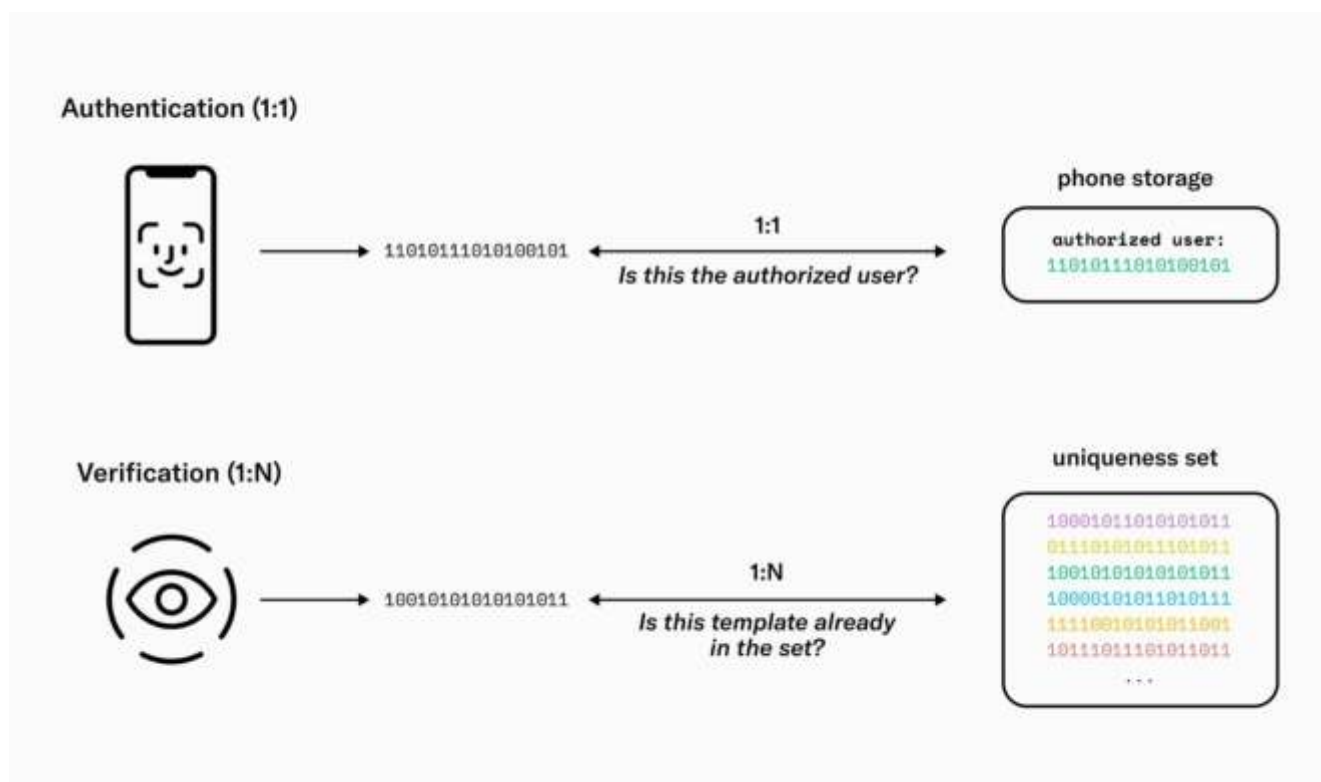 Authentication (1:1)
phone storage
1:1
11010111010100101
Is this the authorized user?
authorized user:
11010111010100101
Verification (1:N)
uniqueness set
1:N
10010101010101011
Is this template already
in the set?
10001011010101011
01110101011101011
10010101010101011
10000101011010111
11110010101011001
10111011101011011
...